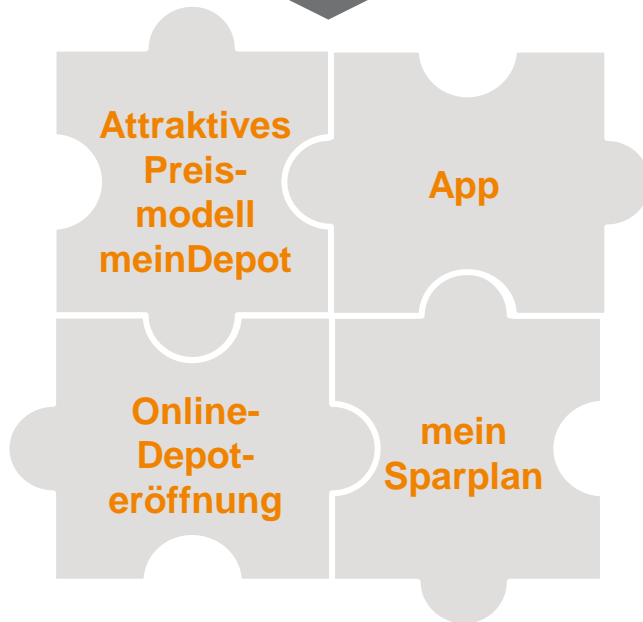 Attraktives
Preis-
modell
meinDepot
App
Online-
Depot-
eröffnung
mein
Sparplan